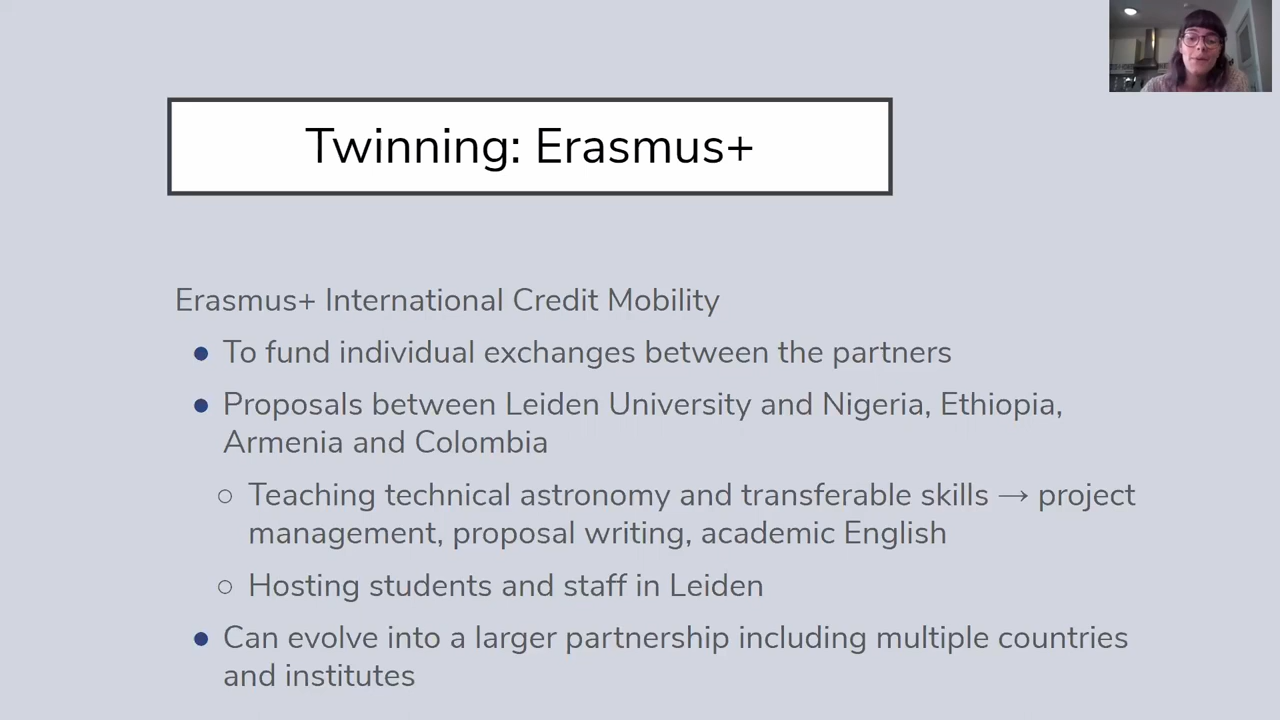 Twinning: Erasmus+
Erasmus+ International Credit Mobility
● To fund individual exchanges between the partners
● Proposals between Leiden University and Nigeria, Ethiopia,
Armenia and Colombia
○ Teaching technical astronomy and transferable skills → project
management, proposal writing, academic English
○ Hosting students and staff in Leiden
● Can evolve into a larger partnership including multiple countries
and institutes